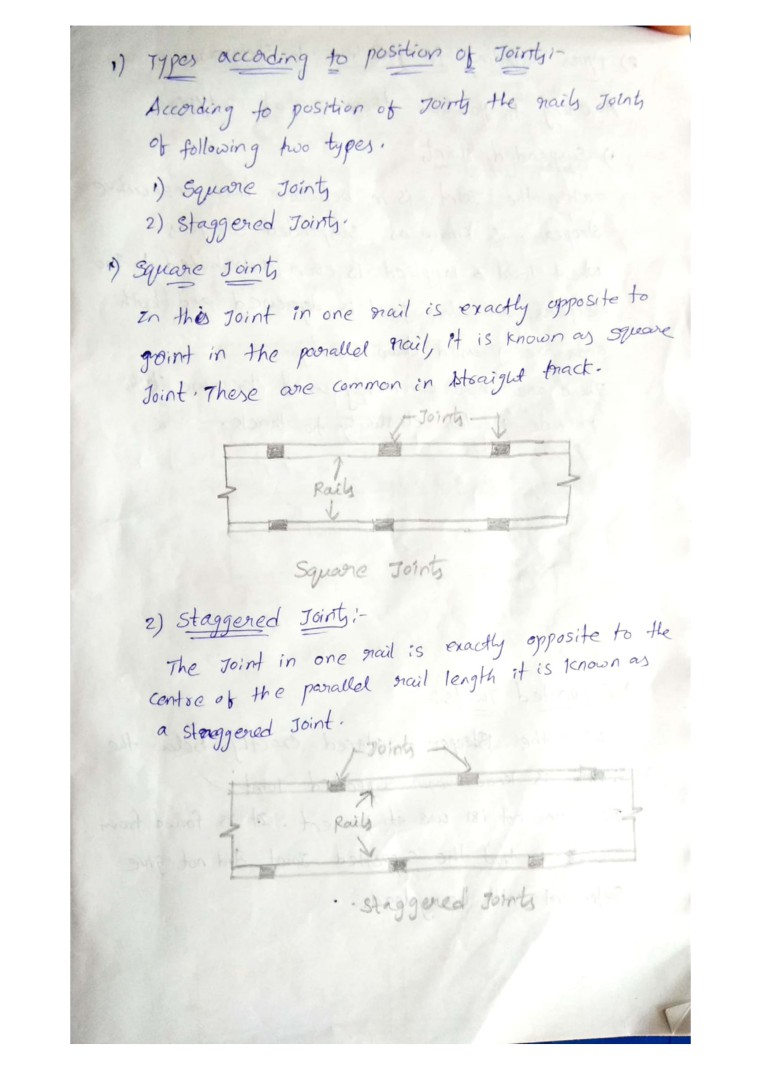 1) Types according to position of Joints:-
According to position of Joints the rails Joints
of following two types.
1) Square Joints
2) Staggered Joints.
1) Square Joints
In this Joint in one rail is exactly opposite to
joint in the parallel rail, it is known as square
Joint. These are common in straight track.
Joints
Rails
Square Joints
2) Staggered Joints:-
The Joint in one rail is exactly opposite to the
centre of the parallel rail length it is known as
a staggered Joint.
Joints
Rails
Staggered Joints